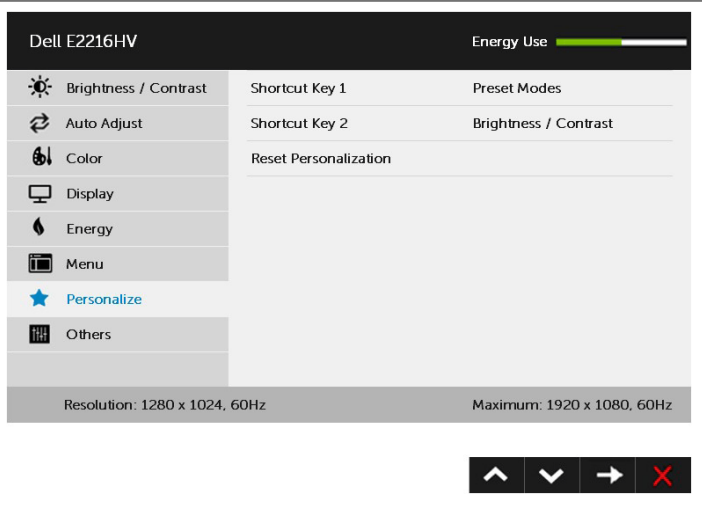 Dell E2216HV Energy Use
Brightness / Contrast Shortcut Key 1 Preset Modes
Auto Adjust Shortcut Key 2 Brightness / Contrast
Color Reset Personalization
Display
Energy
Menu
Personalize
Others
Resolution: 1280 x 1024, 60Hz Maximum: 1920 x 1080, 60Hz